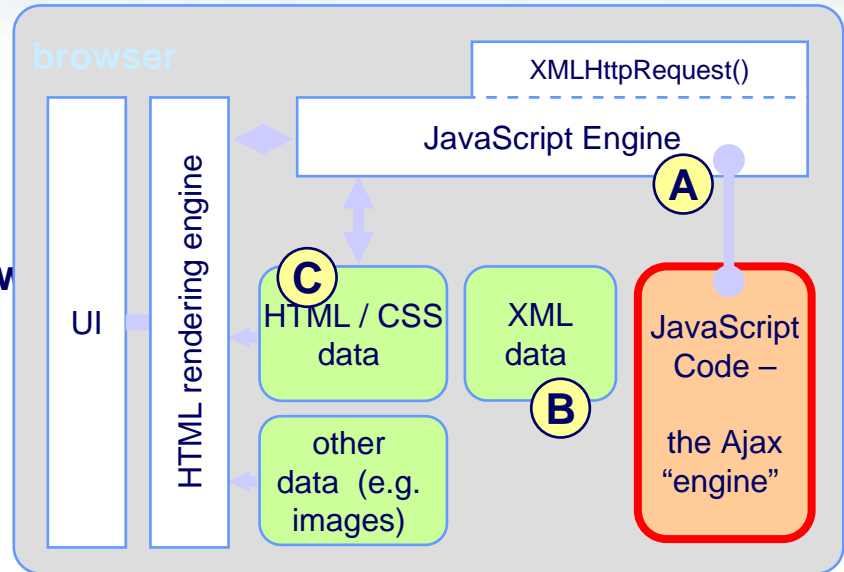 browser
XMLHttpRequest()
JavaScript Engine
A
UI
HTML rendering engine
C
HTML / CSS
data
XML
data
B
other
data (e.g.
images)
JavaScript
Code –
the Ajax
“engine”